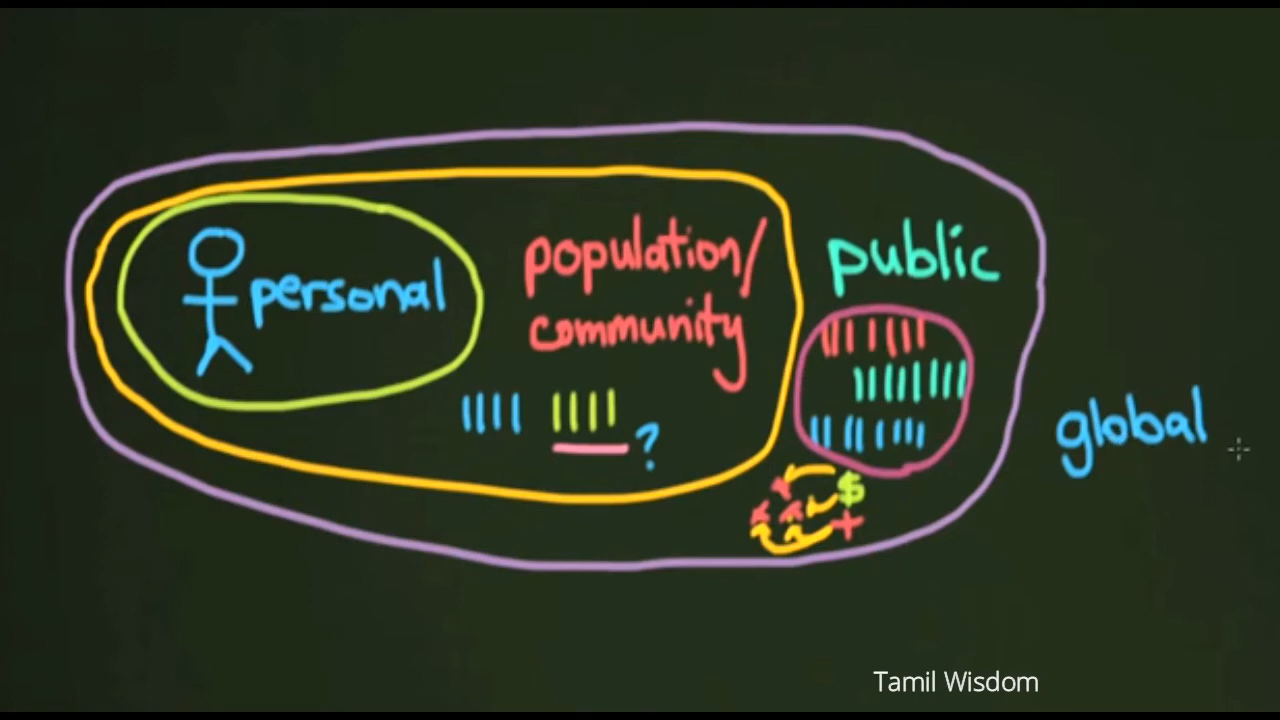 personal
population/
community
?
public
$
+
global
Tamil Wisdom